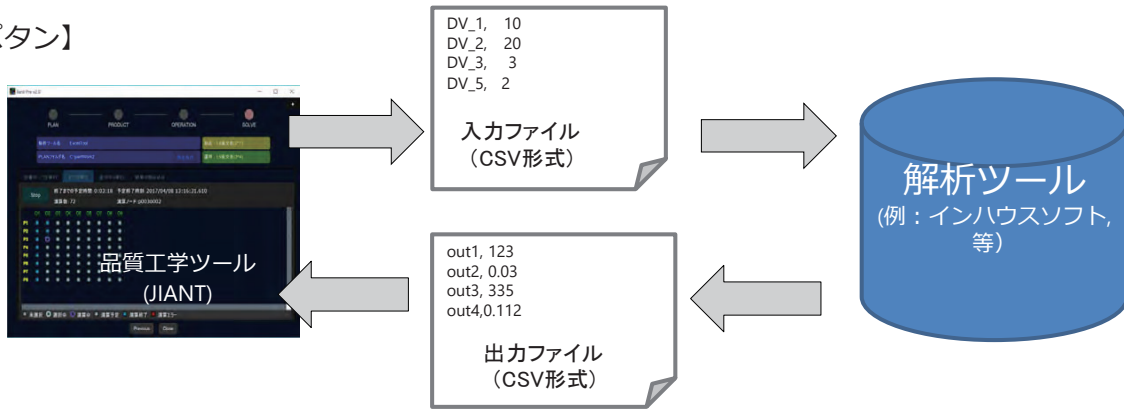 タン】
DV_1, 10
DV_2, 20
DV_3, 3
DV_5, 2
入力ファイル
（CSV形式）
PLAN
PRODUCT
OPERATION
SOLVE
Stop
品質工学ツール
(JIANT)
Previous
Close
解析ツール
(例：インハウスソフト,
等）
out1, 123
out2, 0.03
out3, 335
out4,0.112
出力ファイル
（CSV形式）